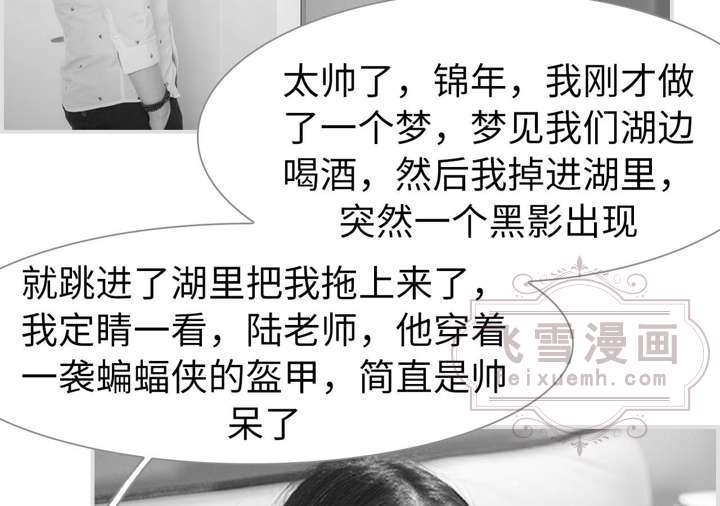 太帅了，锦年，我刚才做
了一个梦，梦见我们湖边
喝酒，然后我掉进湖里，
突然一个黑影出现
就跳进了湖里把我拖上来了，
我定睛一看，陆老师，他穿着
一袭蝙蝠侠的盔甲，简直是帅
呆了
飞雪漫画
feixuemh.com